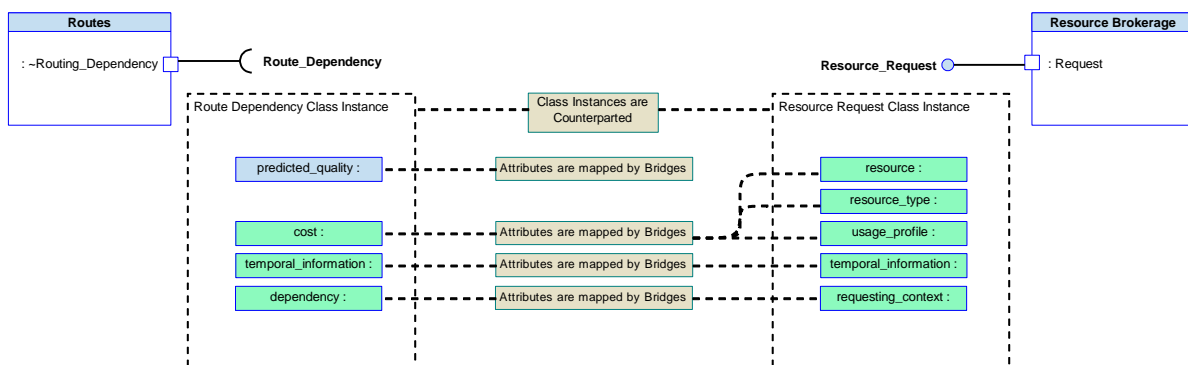 Routes
Resource Brokerage
: ~Routing_Dependency
Route_Dependency
Resource_Request
: Request
Route Dependency Class Instance
Class Instances are
Counterparted
Resource Request Class Instance
predicted_quality :
Attributes are mapped by Bridges
resource :
resource_type :
cost :
Attributes are mapped by Bridges
usage_profile :
temporal_information :
Attributes are mapped by Bridges
temporal_information :
dependency :
Attributes are mapped by Bridges
requesting_context :